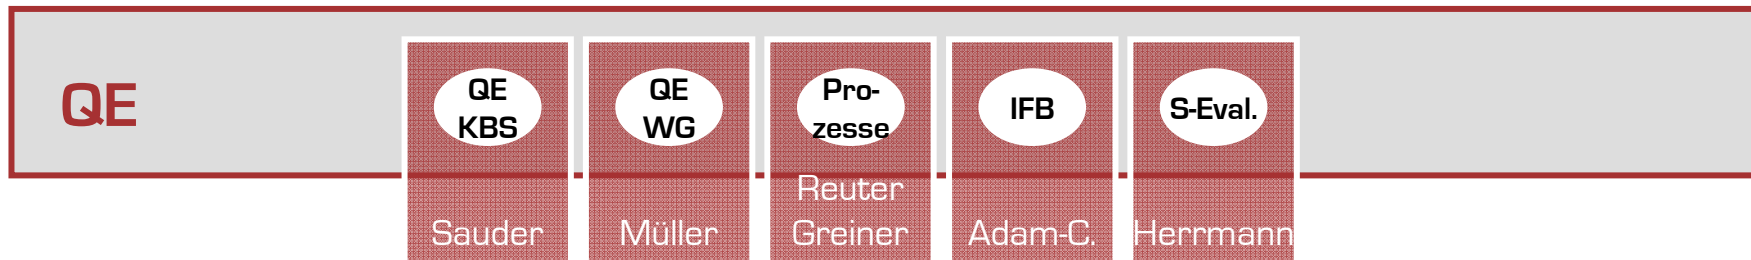 QE
QE
KBS
Sauder
QE
WG
Müller
Pro-
zesse
Reuter
Greiner
IFB
Adam-C.
S-Eval.
Herrmann